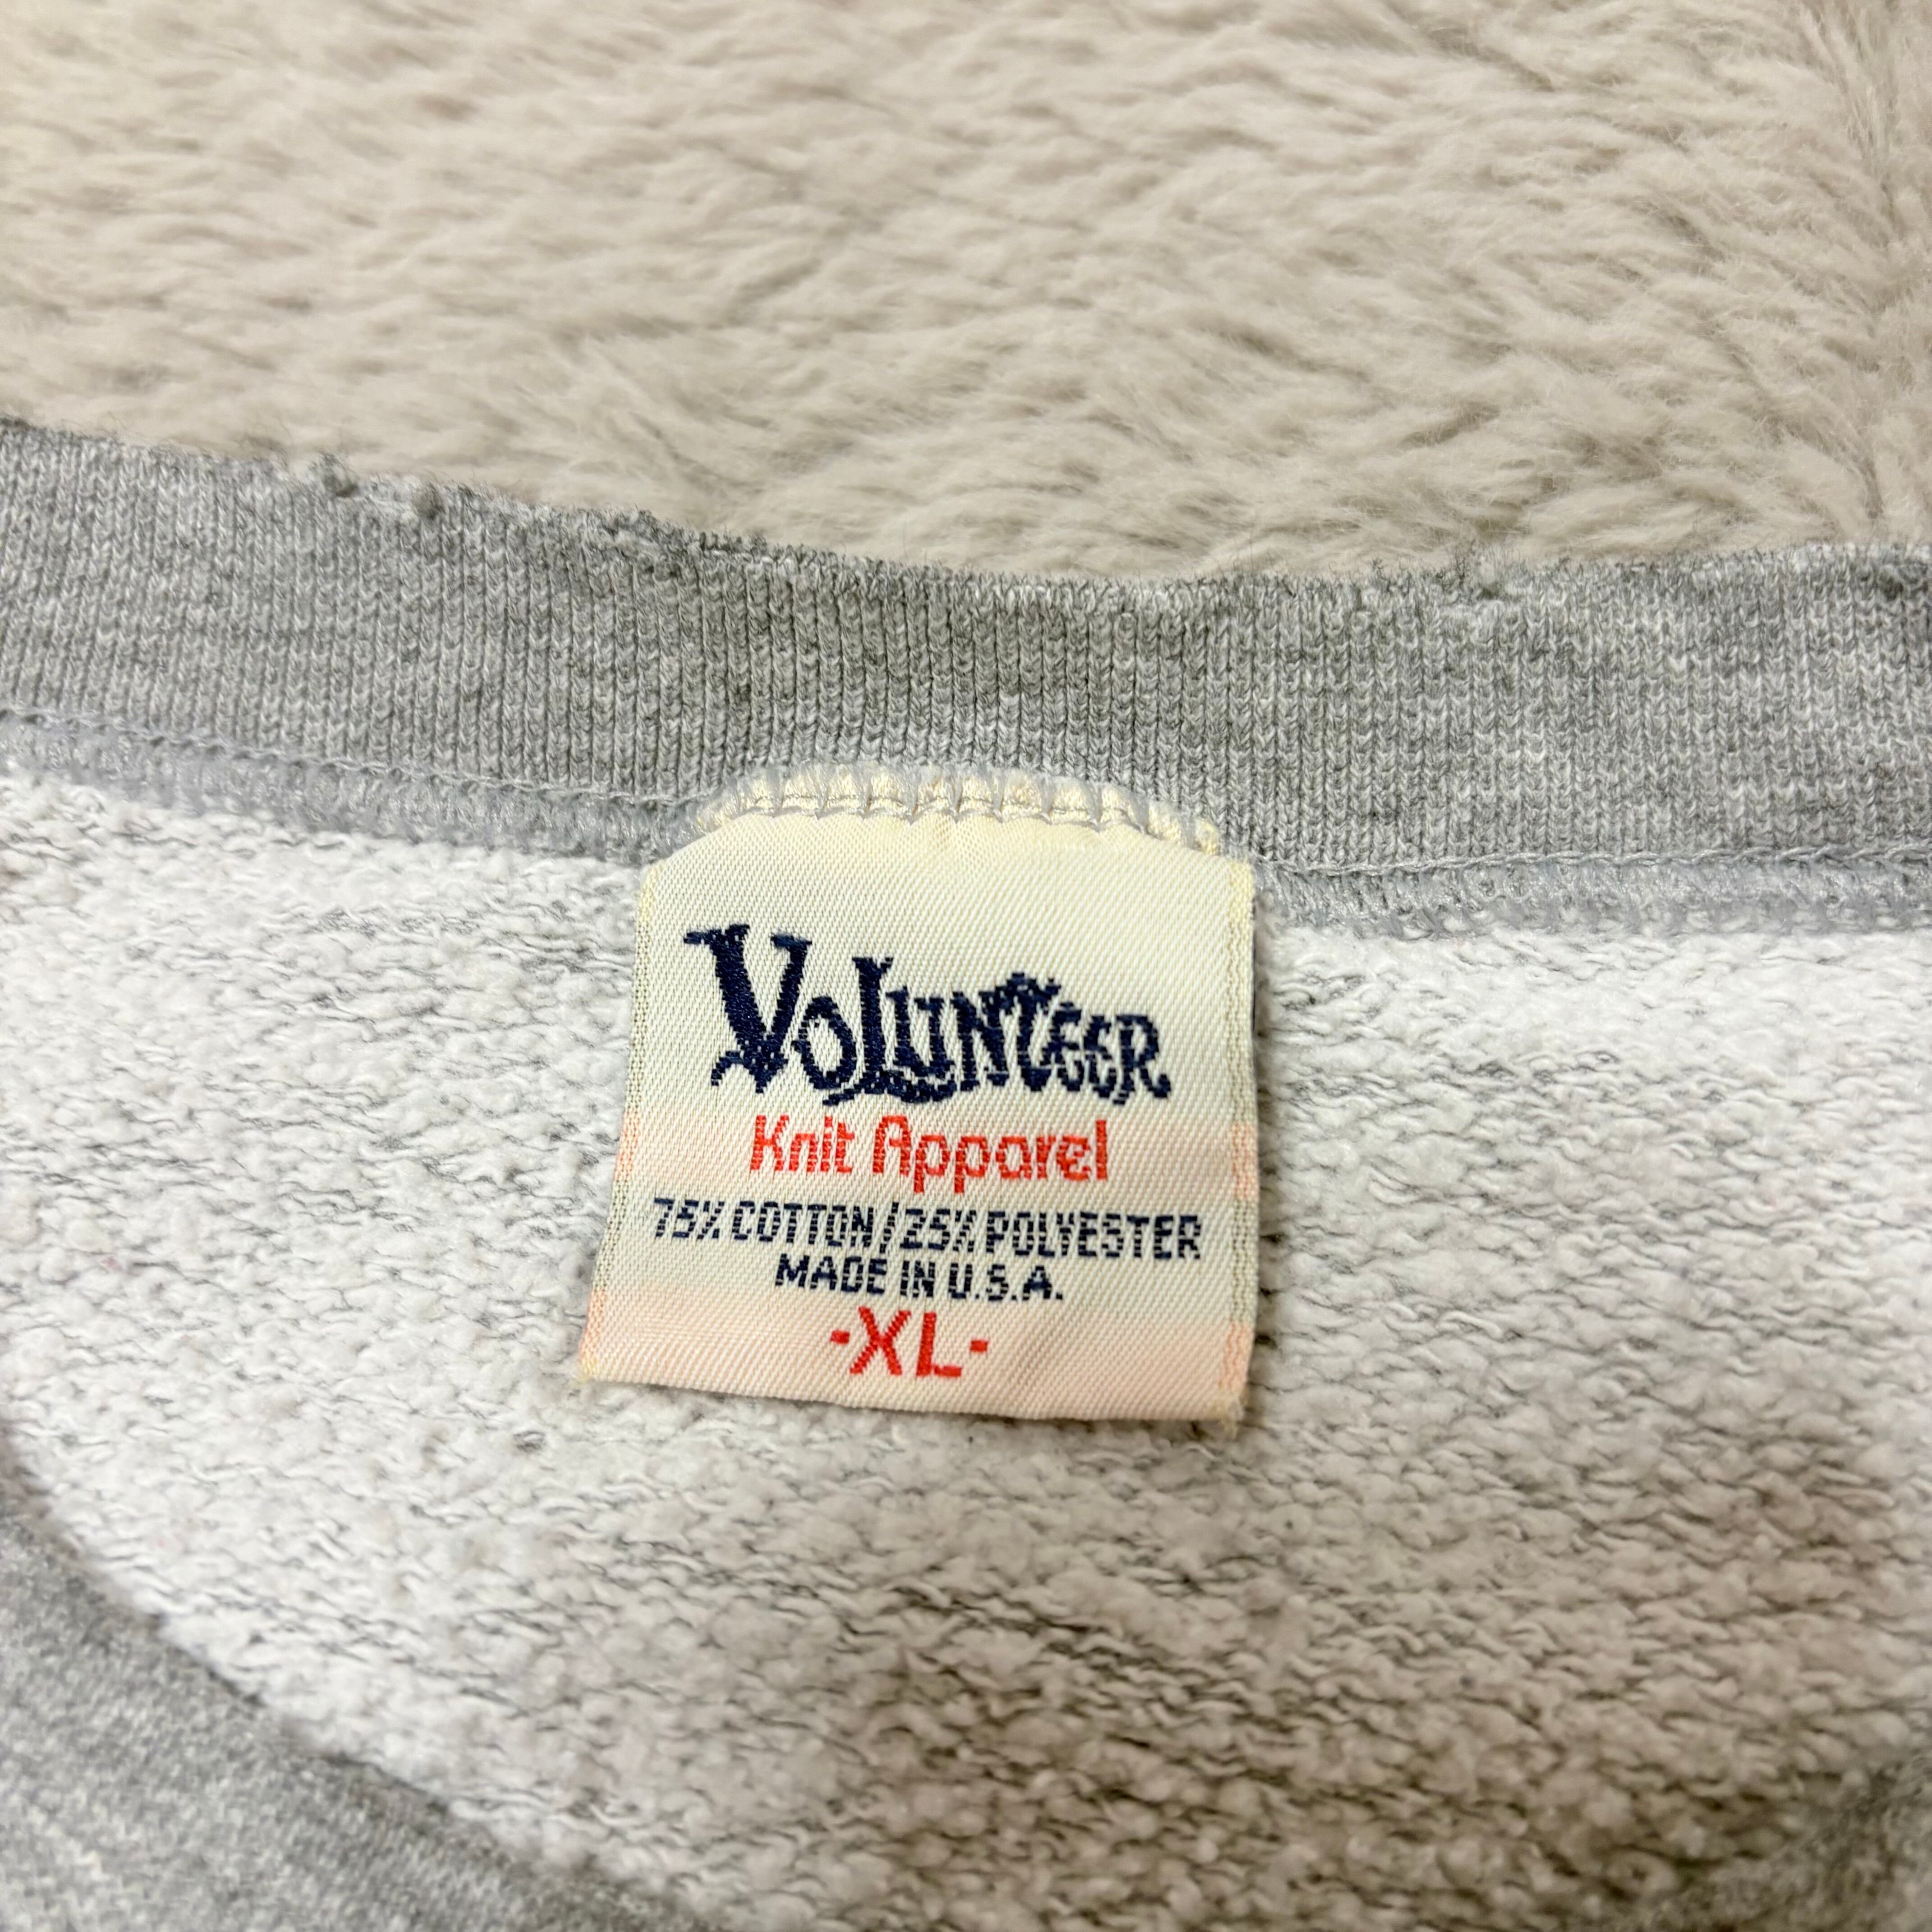 VOLUNTEER
Knit Apparel
75% COTTON/25% POLYESTER
MADE IN U.S.A.
-XL-